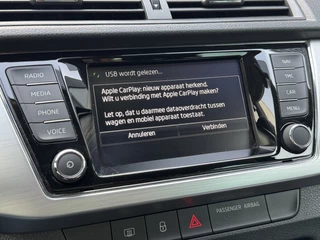 USB wordt gelezen...
RADIO
MEDIA
PHONE
VOICE
Apple CarPlay: nieuw apparaat herkend.
Wilt u verbinding met Apple CarPlay maken?
Let op, dat u daarmee dataoverdracht tussen
wagen en mobiel apparaat toestaat.
Annuleren
Verbinden
NAV
TMC
CAR
MENU
PASSENGER AIRBAG